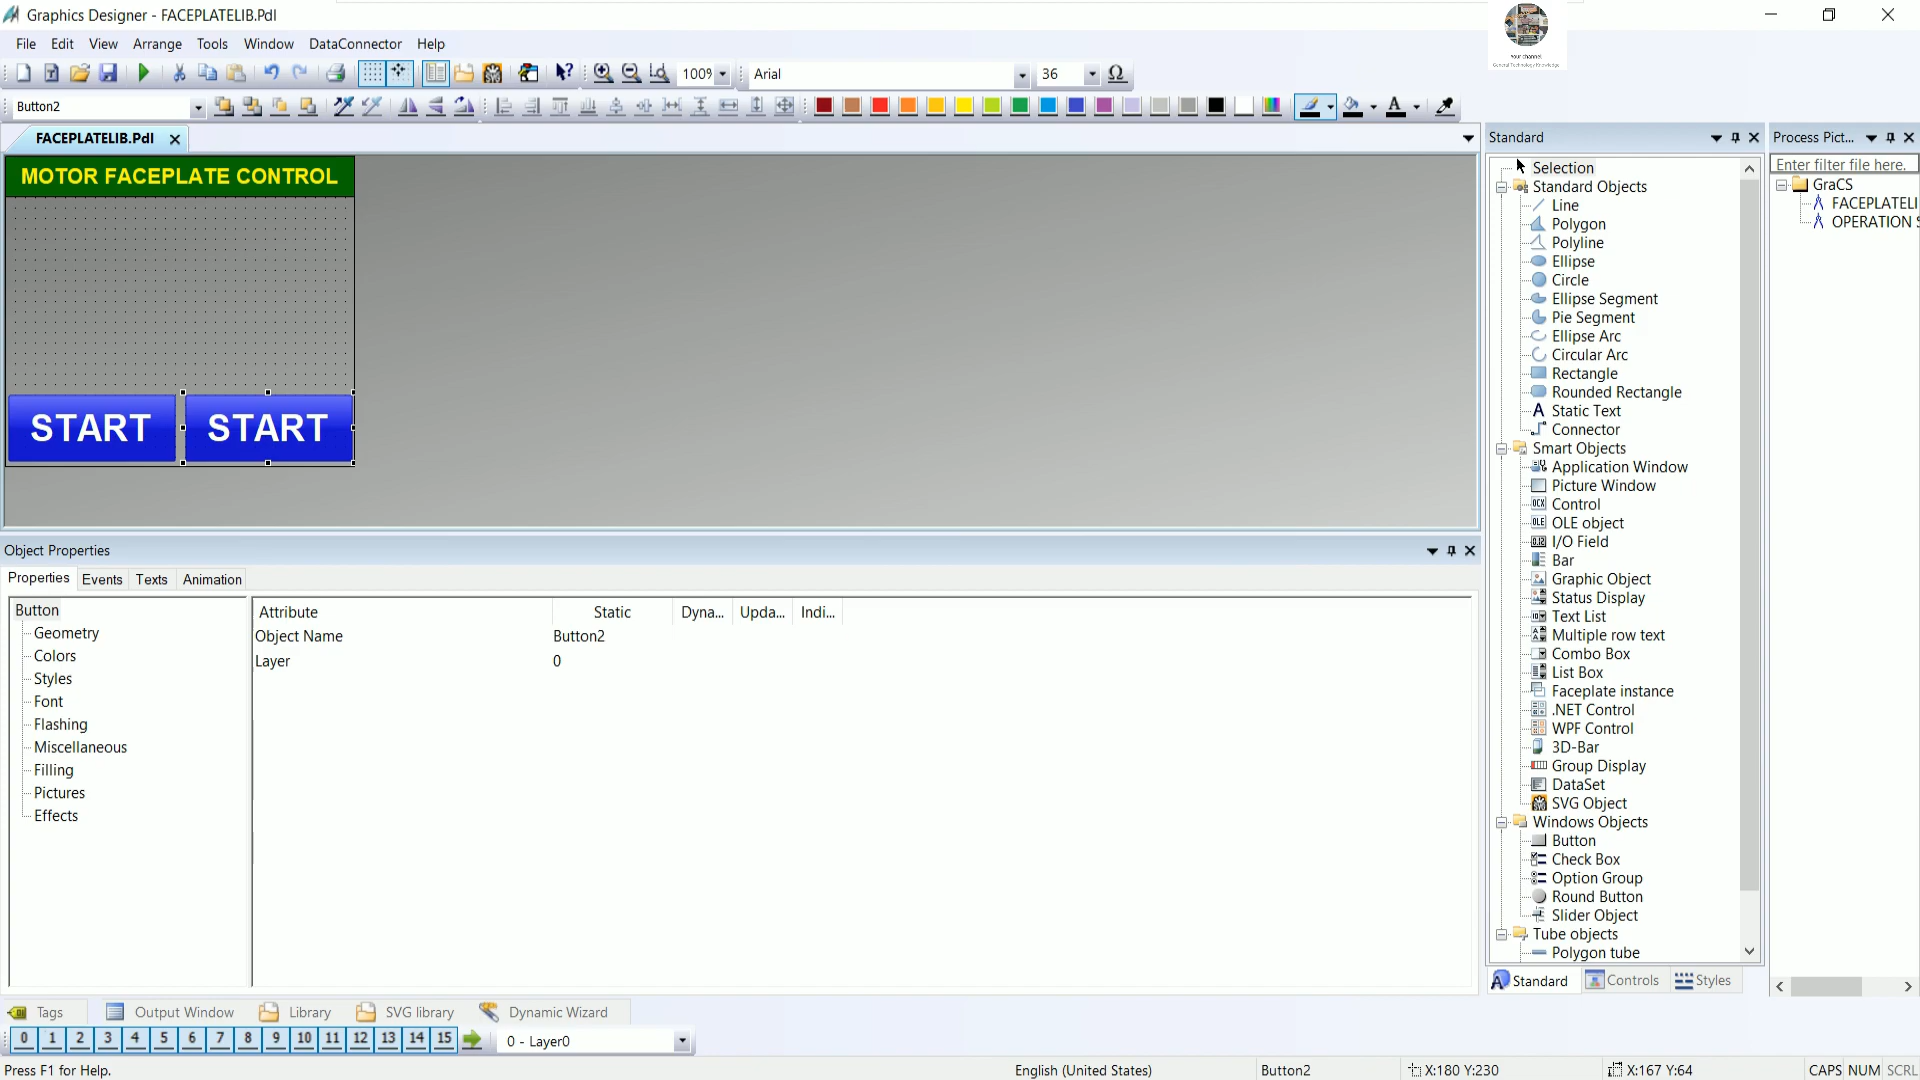 Graphics Designer - FACEPLATELIB.Pdl
Your channel
General Technology Knowledge
File Edit View Arrange Tools Window DataConnector Help
100% Arial 36
Button2
FACEPLATELIB.Pdl
MOTOR FACEPLATE CONTROL
START START
Standard
Selection
Standard Objects
Line
Polygon
Polyline
Ellipse
Circle
Ellipse Segment
Pie Segment
Ellipse Arc
Circular Arc
Rectangle
Rounded Rectangle
Static Text
Connector
Smart Objects
Application Window
Picture Window
Control
OLE object
I/O Field
Bar
Graphic Object
Status Display
Text List
Multiple row text
Combo Box
List Box
Faceplate instance
.NET Control
WPF Control
3D-Bar
Group Display
DataSet
SVG Object
Windows Objects
Button
Check Box
Option Group
Round Button
Slider Object
Tube objects
Polygon tube
Standard Controls Styles
Process Pict...
Enter filter file here.
GraCS
FACEPLATELI
OPERATION S
Object Properties
Properties Events Texts Animation
Button
Geometry
Colors
Styles
Font
Flashing
Miscellaneous
Filling
Pictures
Effects
Attribute Static Dyna... Upda... Indi...
Object Name Button2
Layer 0
Tags Output Window Library SVG library Dynamic Wizard
0 1 2 3 4 5 6 7 8 9 10 11 12 13 14 15 0 - Layer0
Press F1 for Help. English (United States) Button2 X:180 Y:230 X:167 Y:64 CAPS NUM SCRL